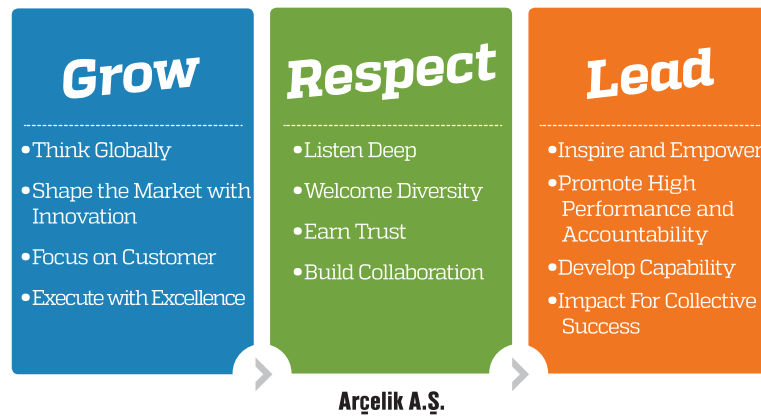 Grow
• Think Globally
• Shape the Market with
Innovation
• Focus on Customer
• Execute with Excellence
Respect
• Listen Deep
• Welcome Diversity
• Earn Trust
• Build Collaboration
Lead
• Inspire and Empower
• Promote High
Performance and
Accountability
• Develop Capability
• Impact For Collective
Success
Arçelik A.Ş.